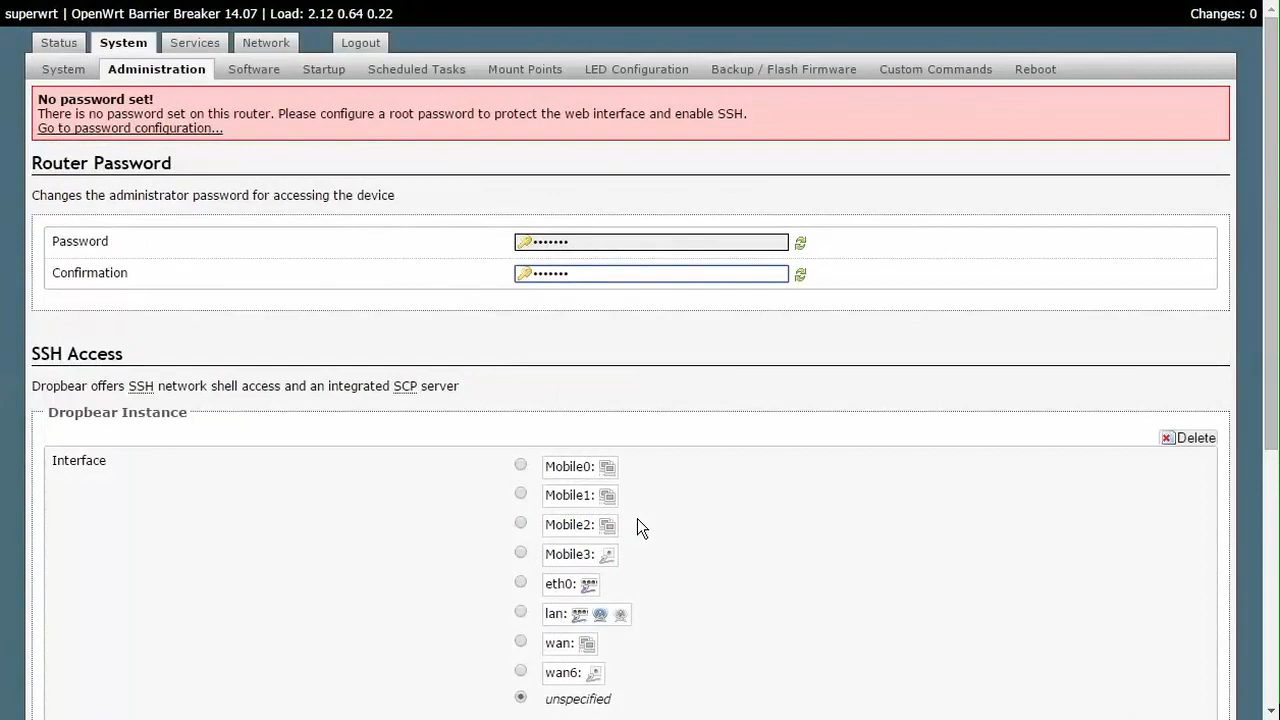 superwrt | OpenWrt Barrier Breaker 14.07 | Load: 2.12 0.64 0.22 Changes: 0
Status System Services Network Logout
System Administration Software Startup Scheduled Tasks Mount Points LED Configuration Backup / Flash Firmware Custom Commands Reboot
No password set!
There is no password set on this router. Please configure a root password to protect the web interface and enable SSH.
Go to password configuration...
Router Password
Changes the administrator password for accessing the device
Password •••••••
Confirmation •••••••
SSH Access
Dropbear offers SSH network shell access and an integrated SCP server
Dropbear Instance
Delete
Interface
Mobile0:
Mobile1:
Mobile2:
Mobile3:
eth0:
lan:
wan:
wan6:
unspecified